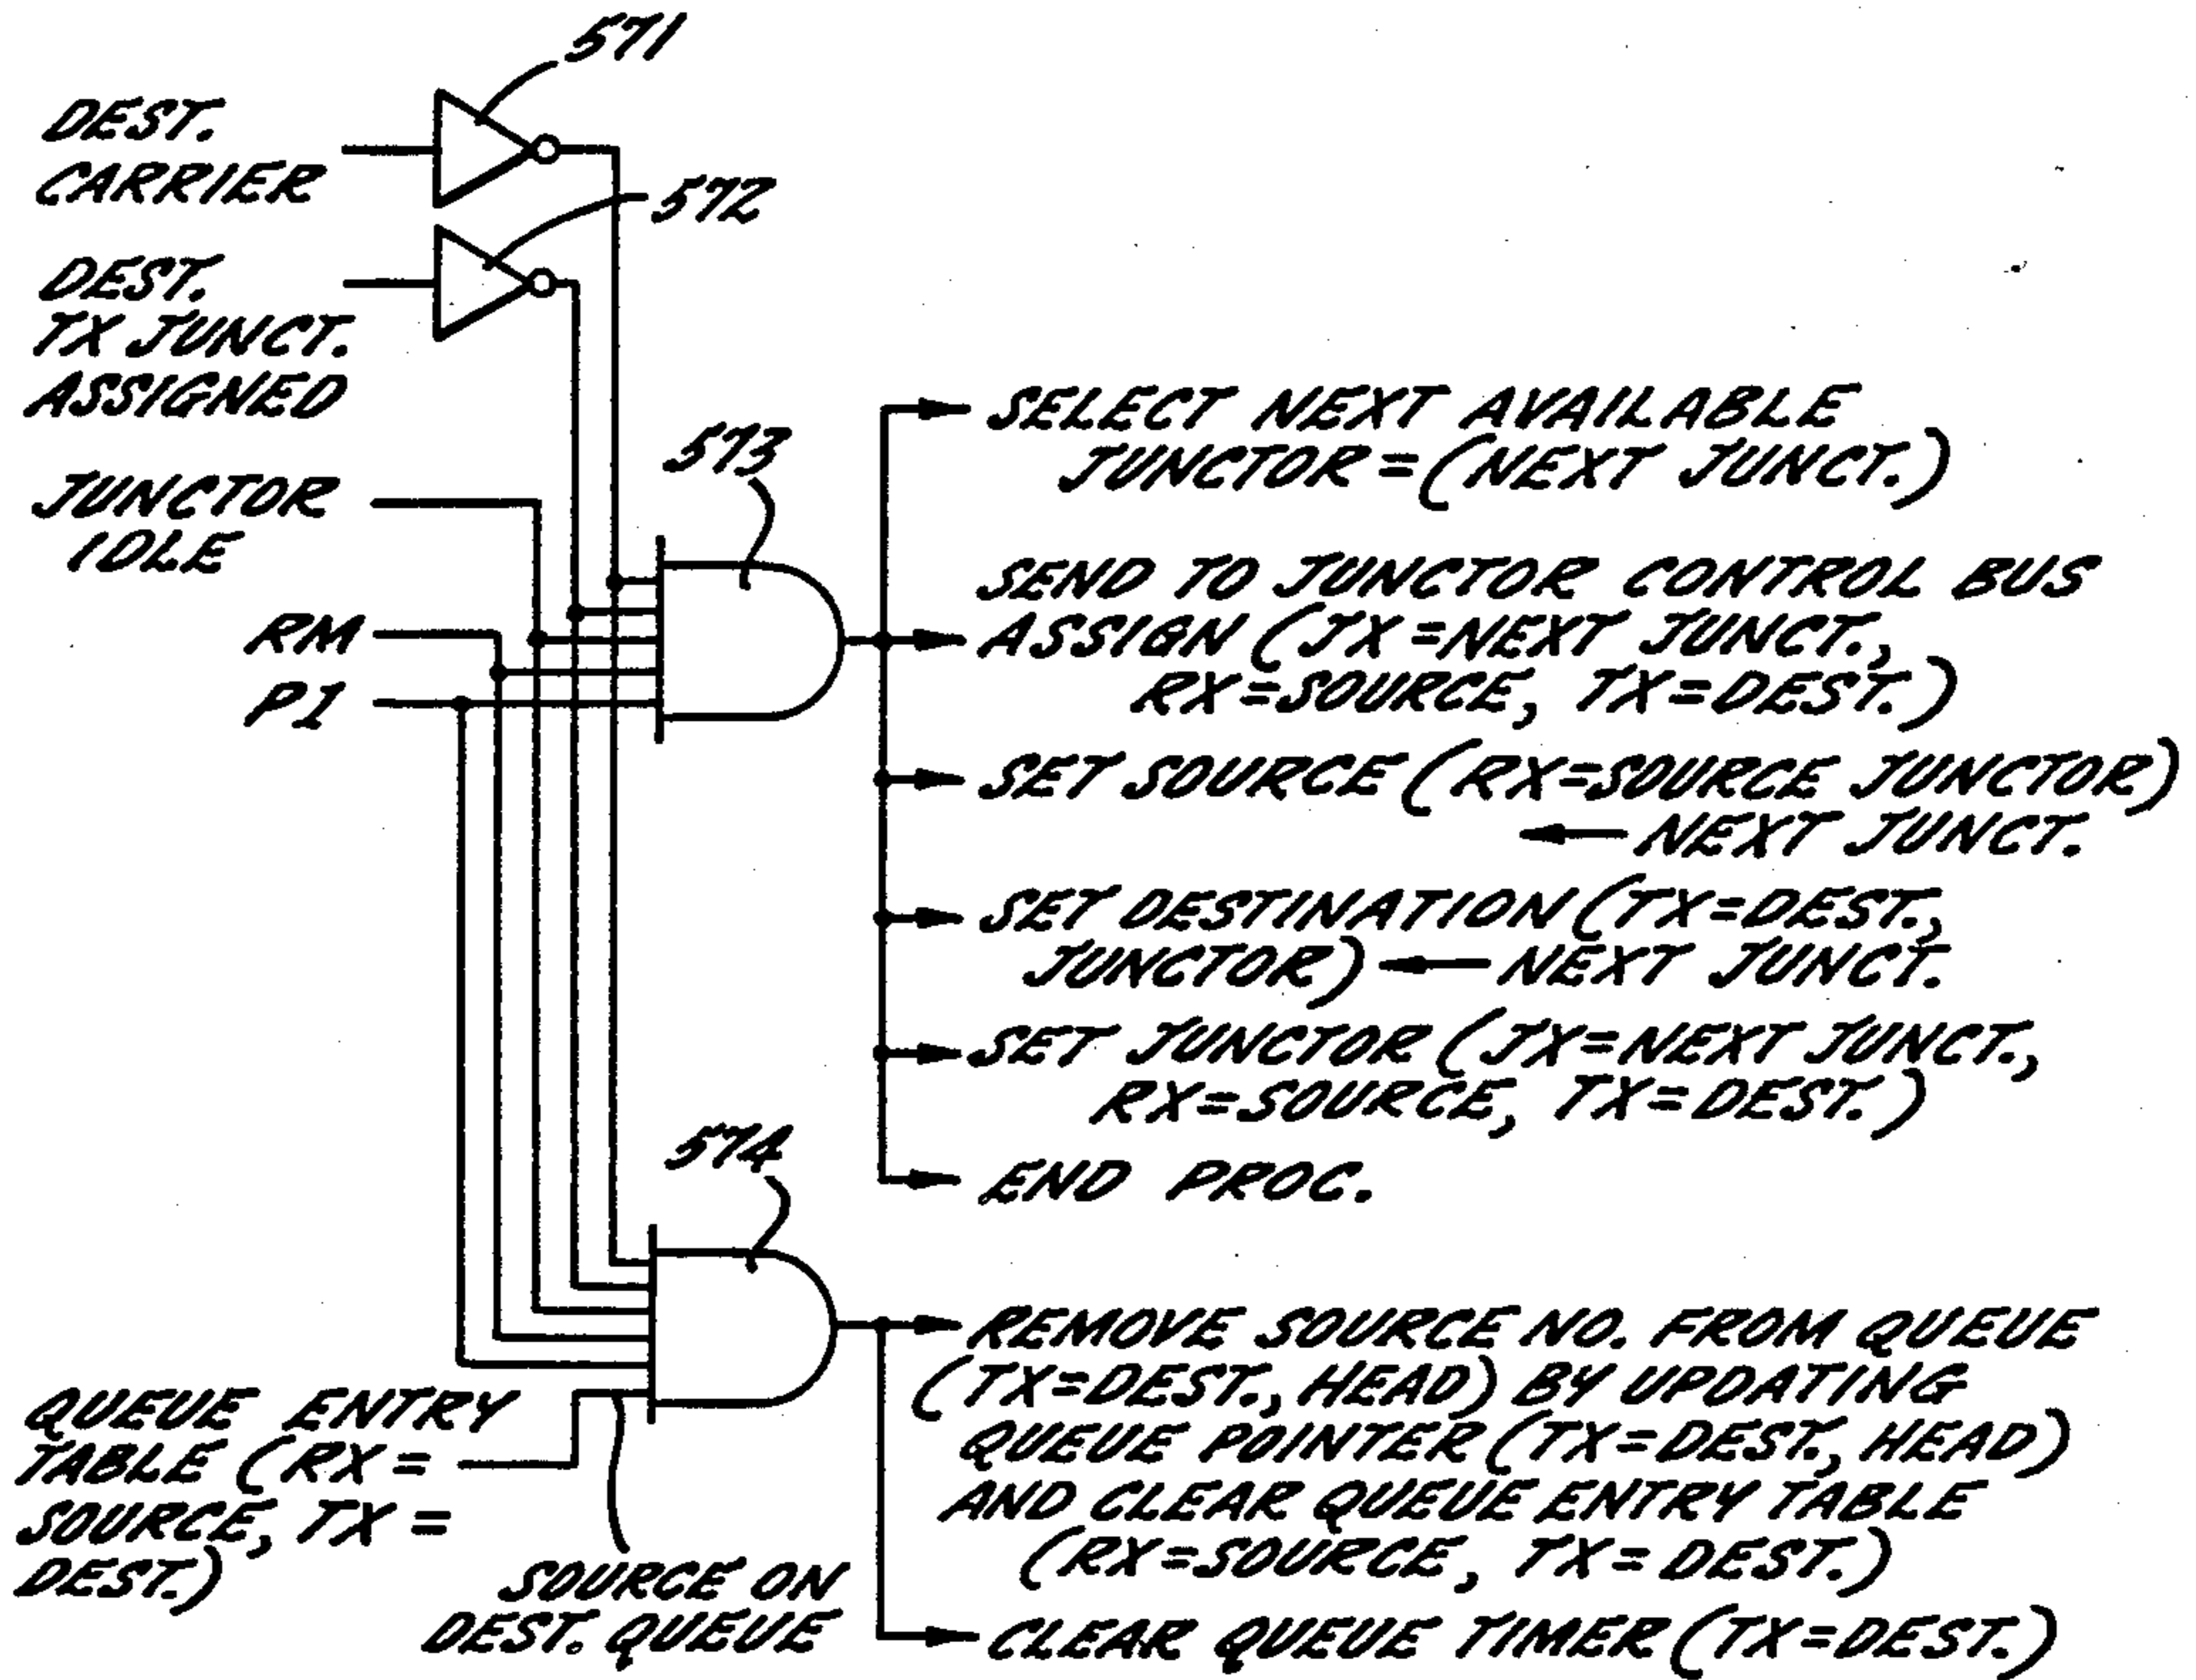 571
DEST.
CARRIER
572
DEST.
TX JUNCT.
ASSIGNED
573
JUNCTOR
IDLE
RM
P1
SELECT NEXT AVAILABLE
JUNCTOR=(NEXT JUNCT.)
SEND TO JUNCTOR CONTROL BUS
ASSIGN (JX=NEXT JUNCT.,
RX=SOURCE, TX=DEST.)
SET SOURCE (RX=SOURCE JUNCTOR)
← NEXT JUNCT.
SET DESTINATION (TX=DEST.,
JUNCTOR) ← NEXT JUNCT.
SET JUNCTOR (JX=NEXT JUNCT.,
RX=SOURCE, TX=DEST.)
END PROC.
574
QUEUE ENTRY
TABLE (RX=
SOURCE, TX=
DEST.)
SOURCE ON
DEST. QUEUE
REMOVE SOURCE NO. FROM QUEUE
(TX=DEST., HEAD) BY UPDATING
QUEUE POINTER (TX=DEST., HEAD)
AND CLEAR QUEUE ENTRY TABLE
(RX=SOURCE, TX=DEST.)
CLEAR QUEUE TIMER (TX=DEST.)